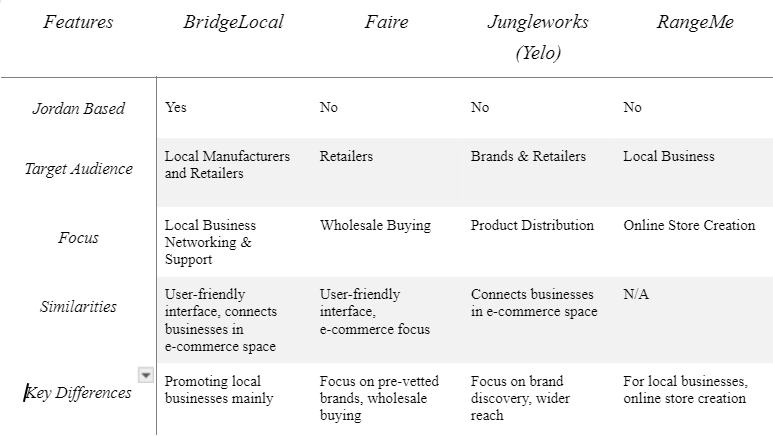 Features BridgeLocal Faire Jungleworks (Yelo) RangeMe
Jordan Based Yes No No No
Target Audience Local Manufacturers and Retailers Retailers Brands & Retailers Local Business
Focus Local Business Networking & Support Wholesale Buying Product Distribution Online Store Creation
Similarities User-friendly interface, connects businesses in e-commerce space User-friendly interface, e-commerce focus Connects businesses in e-commerce space N/A
Key Differences Promoting local businesses mainly Focus on pre-vetted brands, wholesale buying Focus on brand discovery, wider reach For local businesses, online store creation